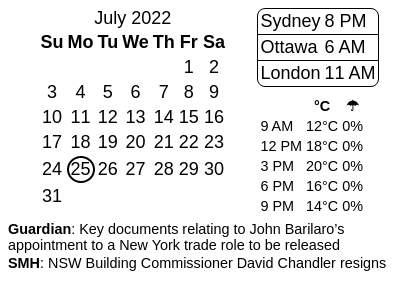 July 2022
Su Mo Tu We Th Fr Sa
1 2
3 4 5 6 7 8 9
10 11 12 13 14 15 16
17 18 19 20 21 22 23
24 25 26 27 28 29 30
31
Sydney 8 PM
Ottawa 6 AM
London 11 AM
°C ☂
9 AM 12°C 0%
12 PM 18°C 0%
3 PM 20°C 0%
6 PM 16°C 0%
9 PM 14°C 0%
Guardian: Key documents relating to John Barilaro’s
appointment to a New York trade role to be released
SMH: NSW Building Commissioner David Chandler resigns